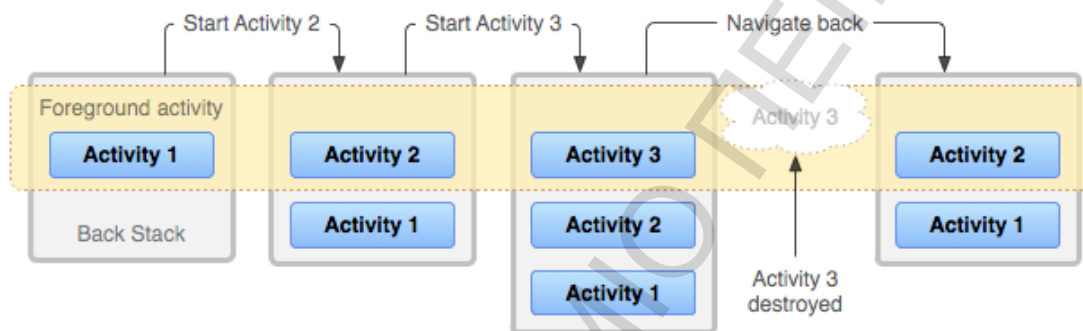 Start Activity 2
Start Activity 3
Navigate back
Foreground activity
Activity 1
Back Stack
Activity 2
Activity 1
Activity 3
Activity 2
Activity 1
Activity 3
Activity 3
destroyed
Activity 2
Activity 1